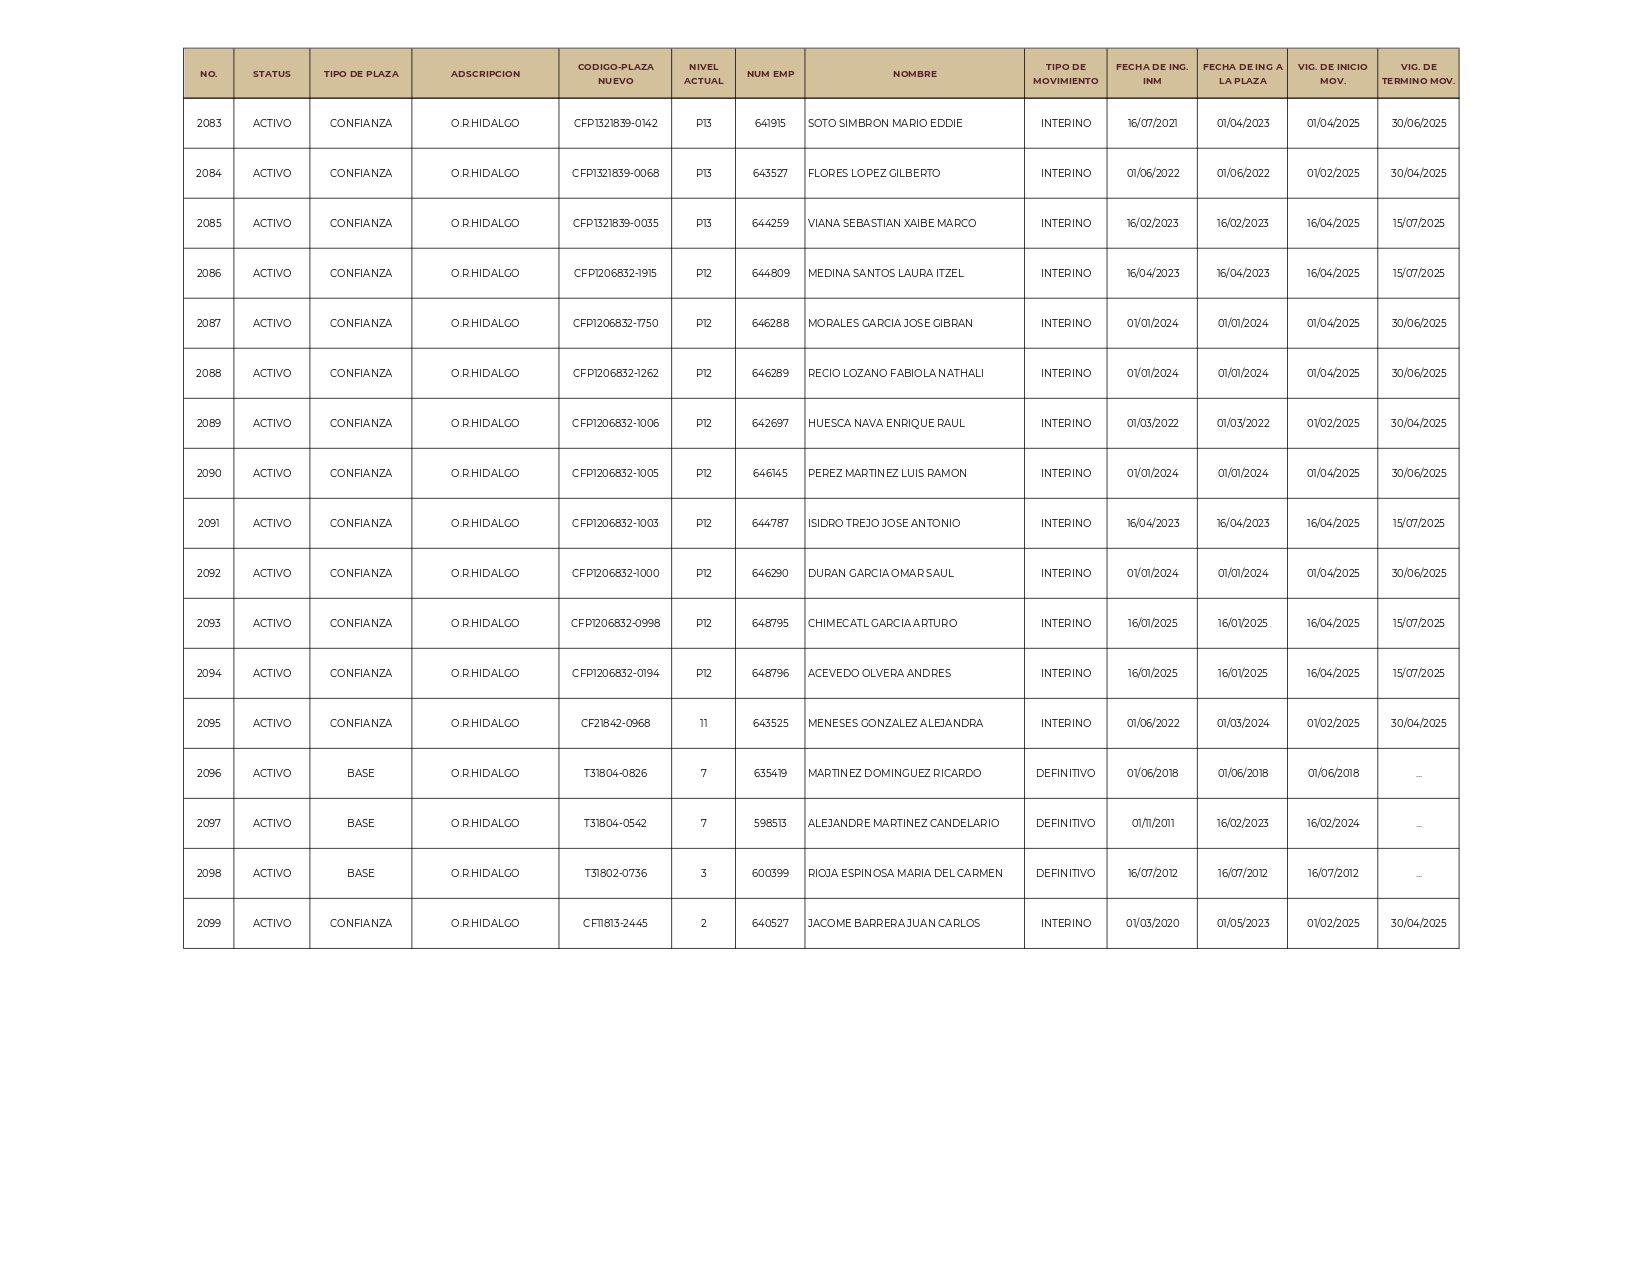 NO. STATUS TIPO DE PLAZA ADSCRIPCION CODIGO-PLAZA NUEVO NIVEL ACTUAL NUM EMP NOMBRE TIPO DE MOVIMIENTO FECHA DE ING. INM FECHA DE ING A LA PLAZA VIG. DE INICIO MOV. VIG. DE TERMINO MOV.
2083 ACTIVO CONFIANZA O.R.HIDALGO CFP1321839-0142 P13 641915 SOTO SIMBRON MARIO EDDIE INTERINO 16/07/2021 01/04/2023 01/04/2025 30/06/2025
2084 ACTIVO CONFIANZA O.R.HIDALGO CFP1321839-0068 P13 643527 FLORES LOPEZ GILBERTO INTERINO 01/06/2022 01/06/2022 01/02/2025 30/04/2025
2085 ACTIVO CONFIANZA O.R.HIDALGO CFP1321839-0035 P13 644259 VIANA SEBASTIAN XAIBE MARCO INTERINO 16/02/2023 16/02/2023 16/04/2025 15/07/2025
2086 ACTIVO CONFIANZA O.R.HIDALGO CFP1206832-1915 P12 644809 MEDINA SANTOS LAURA ITZEL INTERINO 16/04/2023 16/04/2023 16/04/2025 15/07/2025
2087 ACTIVO CONFIANZA O.R.HIDALGO CFP1206832-1750 P12 646288 MORALES GARCIA JOSE GIBRAN INTERINO 01/01/2024 01/01/2024 01/04/2025 30/06/2025
2088 ACTIVO CONFIANZA O.R.HIDALGO CFP1206832-1262 P12 646289 RECIO LOZANO FABIOLA NATHALI INTERINO 01/01/2024 01/01/2024 01/04/2025 30/06/2025
2089 ACTIVO CONFIANZA O.R.HIDALGO CFP1206832-1006 P12 642697 HUESCA NAVA ENRIQUE RAUL INTERINO 01/03/2022 01/03/2022 01/02/2025 30/04/2025
2090 ACTIVO CONFIANZA O.R.HIDALGO CFP1206832-1005 P12 646145 PEREZ MARTINEZ LUIS RAMON INTERINO 01/01/2024 01/01/2024 01/04/2025 30/06/2025
2091 ACTIVO CONFIANZA O.R.HIDALGO CFP1206832-1003 P12 644787 ISIDRO TREJO JOSE ANTONIO INTERINO 16/04/2023 16/04/2023 16/04/2025 15/07/2025
2092 ACTIVO CONFIANZA O.R.HIDALGO CFP1206832-1000 P12 646290 DURAN GARCIA OMAR SAUL INTERINO 01/01/2024 01/01/2024 01/04/2025 30/06/2025
2093 ACTIVO CONFIANZA O.R.HIDALGO CFP1206832-0998 P12 648795 CHIMECATL GARCIA ARTURO INTERINO 16/01/2025 16/01/2025 16/04/2025 15/07/2025
2094 ACTIVO CONFIANZA O.R.HIDALGO CFP1206832-0194 P12 648796 ACEVEDO OLVERA ANDRES INTERINO 16/01/2025 16/01/2025 16/04/2025 15/07/2025
2095 ACTIVO CONFIANZA O.R.HIDALGO CF21842-0968 11 643525 MENESES GONZALEZ ALEJANDRA INTERINO 01/06/2022 01/03/2024 01/02/2025 30/04/2025
2096 ACTIVO BASE O.R.HIDALGO T31804-0826 7 635419 MARTINEZ DOMINGUEZ RICARDO DEFINITIVO 01/06/2018 01/06/2018 01/06/2018 ...
2097 ACTIVO BASE O.R.HIDALGO T31804-0542 7 598513 ALEJANDRE MARTINEZ CANDELARIO DEFINITIVO 01/11/2011 16/02/2023 16/02/2024 ...
2098 ACTIVO BASE O.R.HIDALGO T31802-0736 3 600399 RIOJA ESPINOSA MARIA DEL CARMEN DEFINITIVO 16/07/2012 16/07/2012 16/07/2012 ...
2099 ACTIVO CONFIANZA O.R.HIDALGO CF11813-2445 2 640527 JACOME BARRERA JUAN CARLOS INTERINO 01/03/2020 01/05/2023 01/02/2025 30/04/2025